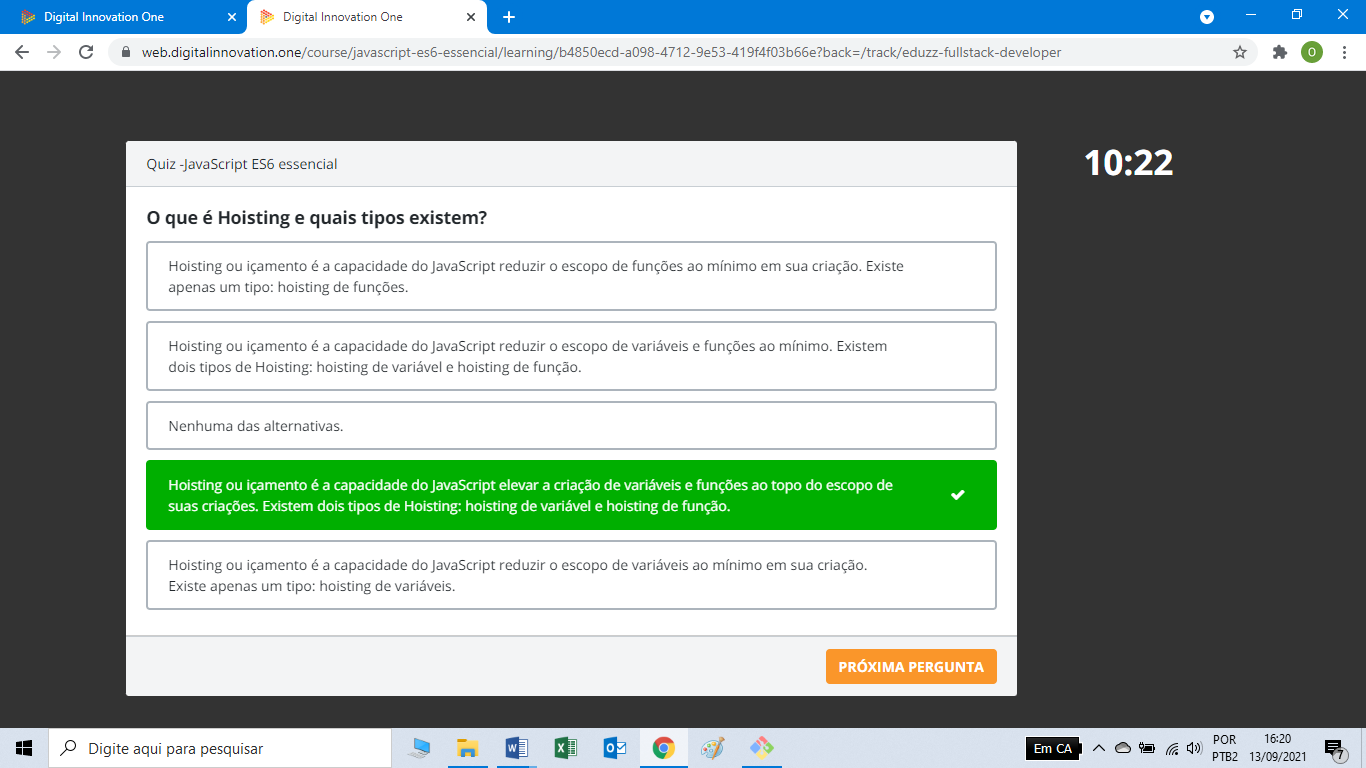 Digital Innovation One
Digital Innovation One
web.digitalinnovation.one/course/javascript-es6-essencial/learning/b4850ecd-a098-4712-9e53-419f4f03b66e?back=/track/eduzz-fullstack-developer
O
Quiz -JavaScript ES6 essencial
10:22
O que é Hoisting e quais tipos existem?
Hoisting ou içamento é a capacidade do JavaScript reduzir o escopo de funções ao mínimo em sua criação. Existe
apenas um tipo: hoisting de funções.
Hoisting ou içamento é a capacidade do JavaScript reduzir o escopo de variáveis e funções ao mínimo. Existem
dois tipos de Hoisting: hoisting de variável e hoisting de função.
Nenhuma das alternativas.
Hoisting ou içamento é a capacidade do JavaScript elevar a criação de variáveis e funções ao topo do escopo de
suas criações. Existem dois tipos de Hoisting: hoisting de variável e hoisting de função.
Hoisting ou içamento é a capacidade do JavaScript reduzir o escopo de variáveis ao mínimo em sua criação.
Existe apenas um tipo: hoisting de variáveis.
PRÓXIMA PERGUNTA
Digite aqui para pesquisar
Em CA
POR
PTB2
16:20
13/09/2021
7